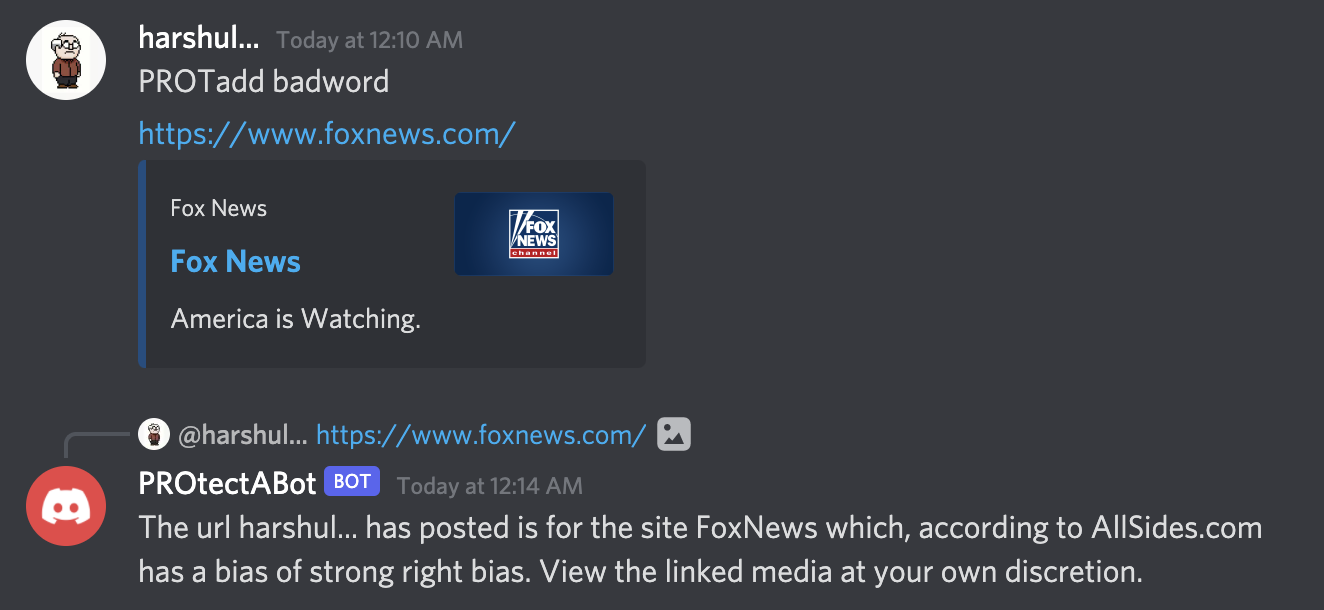 harshul... Today at 12:10 AM
PROTadd badword
https://www.foxnews.com/
Fox News
Fox News
America is Watching.
FOX
NEWS
channel
@harshul... https://www.foxnews.com/
PROtectABot BOT Today at 12:14 AM
The url harshul... has posted is for the site FoxNews which, according to AllSides.com
has a bias of strong right bias. View the linked media at your own discretion.